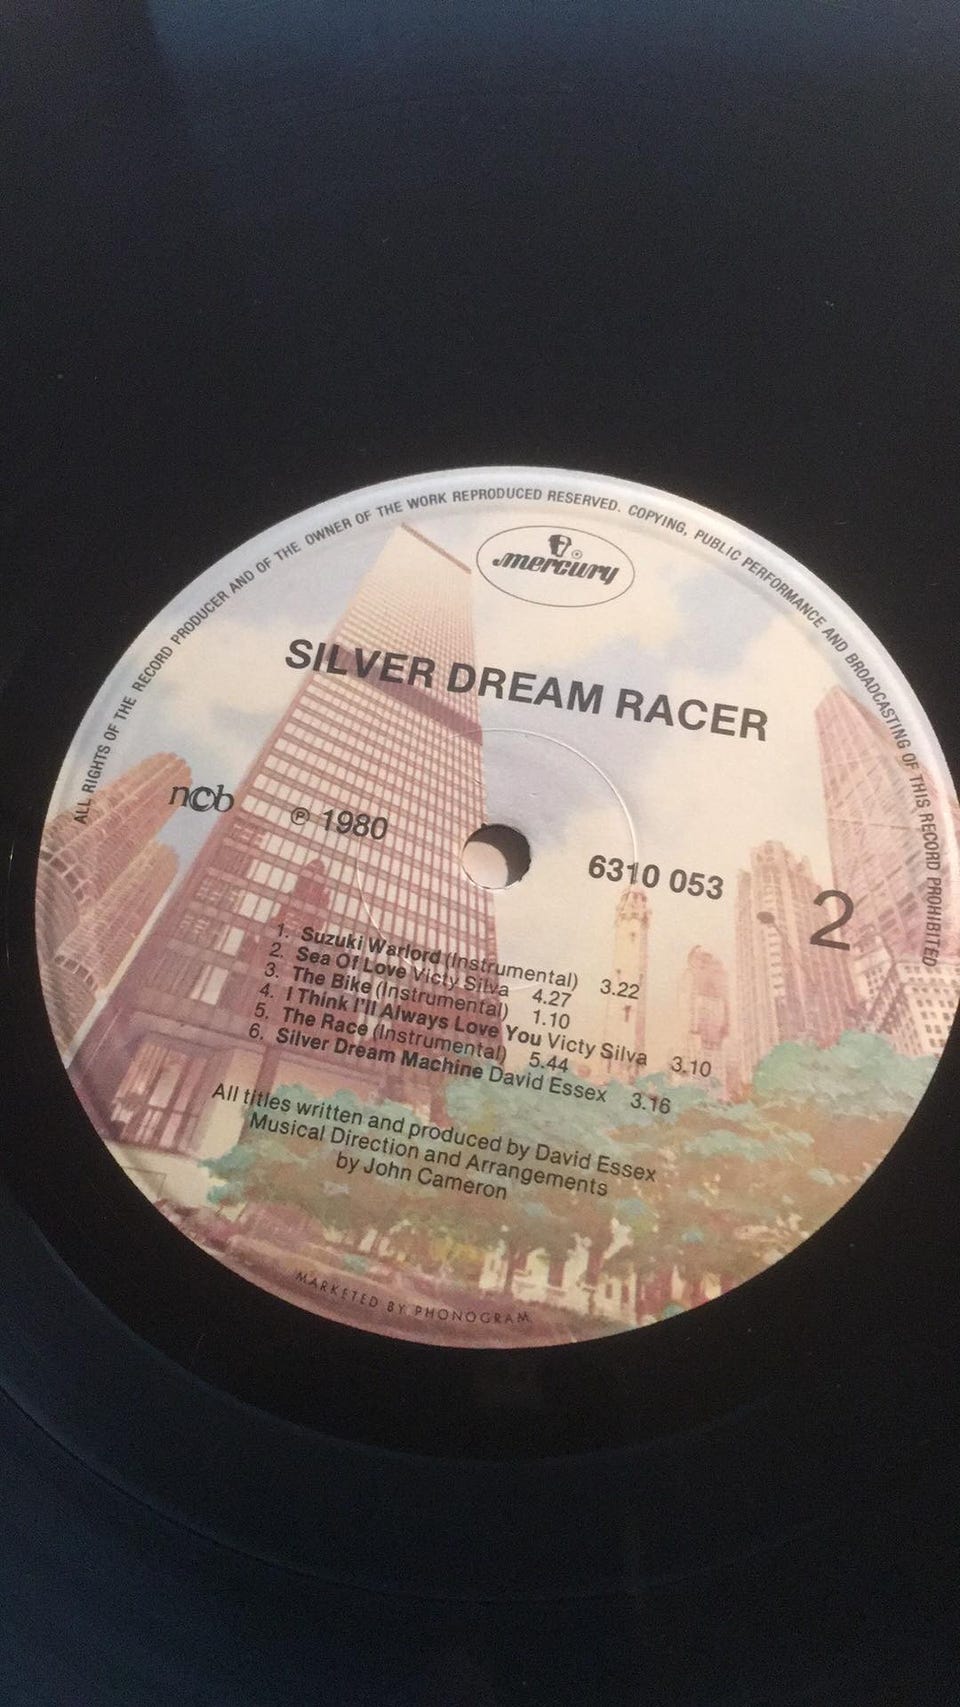 ALL RIGHTS OF THE RECORD PRODUCER AND OF THE OWNER OF THE WORK REPRODUCED RESERVED. COPYING, PUBLIC PERFORMANCE AND BROADCASTING OF THIS RECORD PROHIBITED
mercury
SILVER DREAM RACER
ncb
℗ 1980
6310 053
2
1. Suzuki Warlord (Instrumental) 3.22
2. Sea Of Love Victy Silva 4.27
3. The Bike (Instrumental) 1.10
4. I Think I'll Always Love You Victy Silva 3.10
5. The Race (Instrumental) 5.44
6. Silver Dream Machine David Essex 3.16
All titles written and produced by David Essex
Musical Direction and Arrangements
by John Cameron
MARKETED BY PHONOGRAM